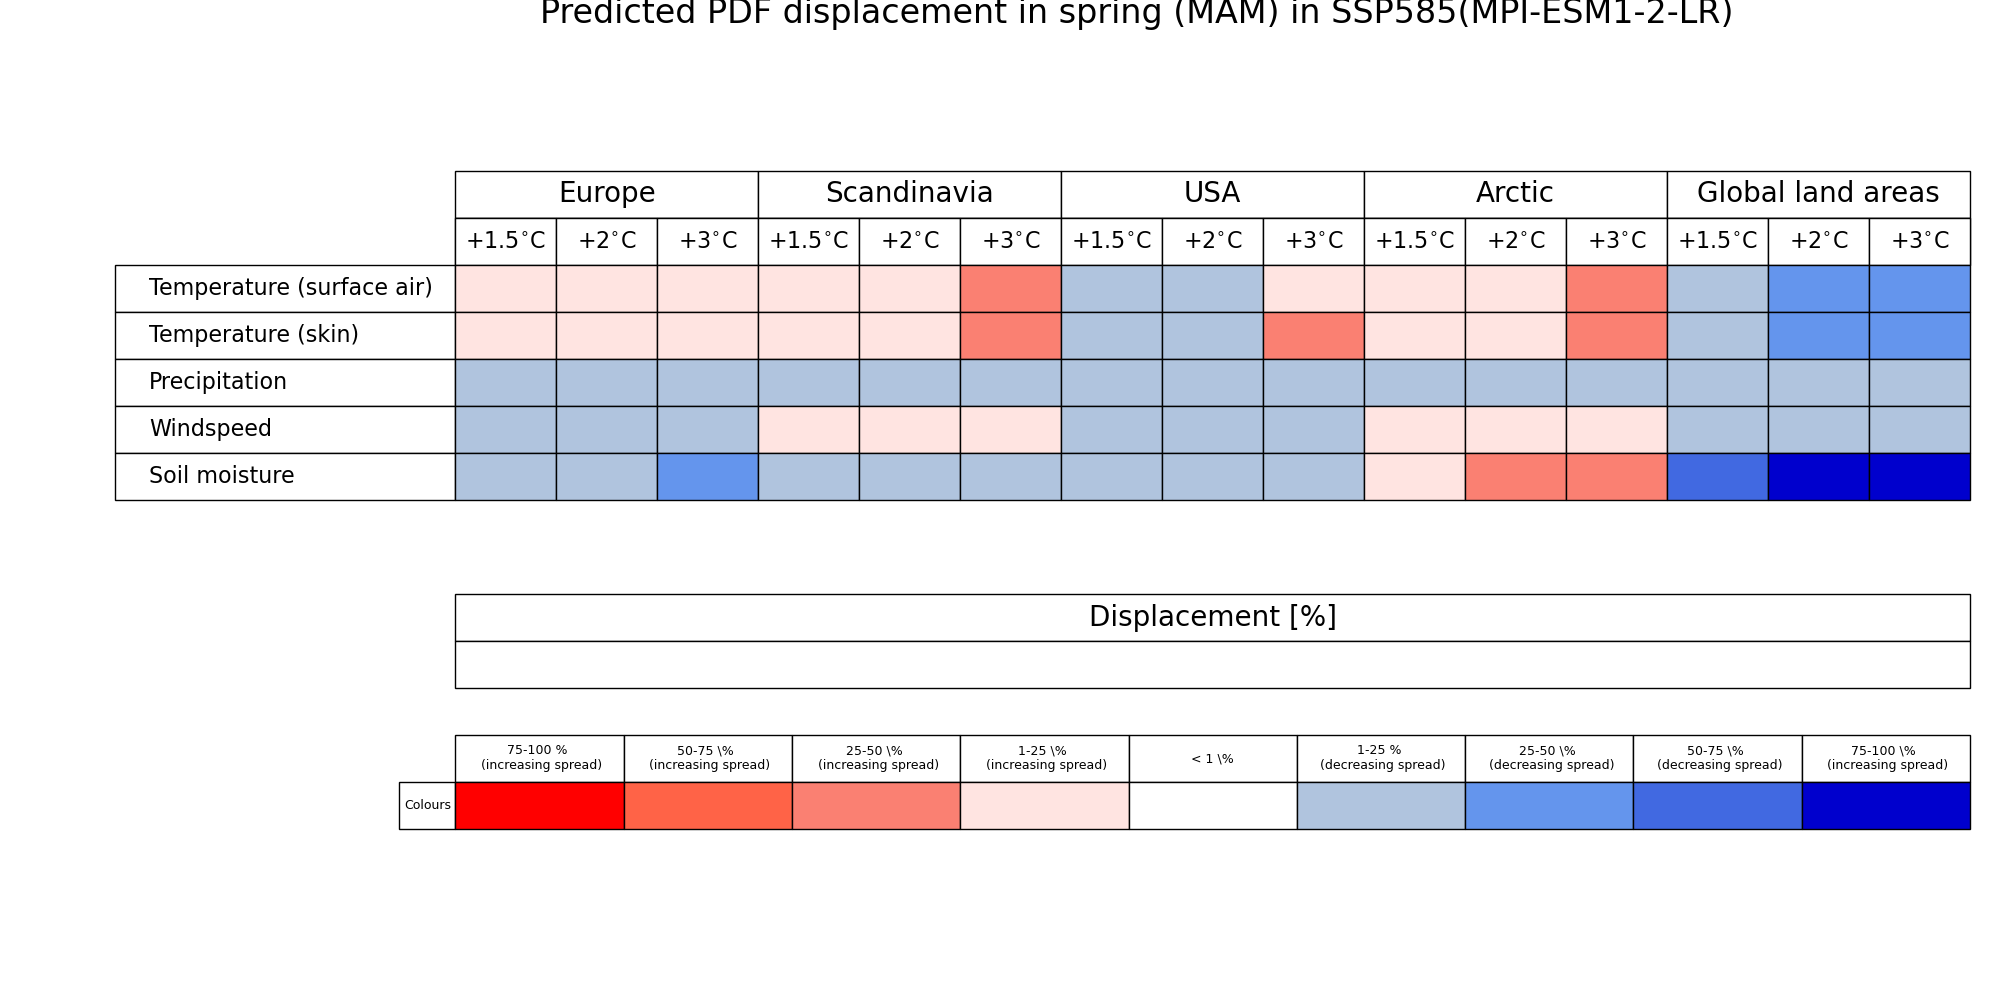 Predicted PDF displacement in spring (MAM) in SSP585(MPI-ESM1-2-LR)
Europe Scandinavia USA Arctic Global land areas
+1.5°C +2°C +3°C +1.5°C +2°C +3°C +1.5°C +2°C +3°C +1.5°C +2°C +3°C +1.5°C +2°C +3°C
Temperature (surface air)
Temperature (skin)
Precipitation
Windspeed
Soil moisture
Displacement [%]
75-100 % 50-75 \% 25-50 \% 1-25 \% < 1 \% 1-25 % 25-50 \% 50-75 \% 75-100 \%
(increasing spread) (increasing spread) (increasing spread) (increasing spread) (decreasing spread) (decreasing spread) (decreasing spread) (increasing spread)
Colours